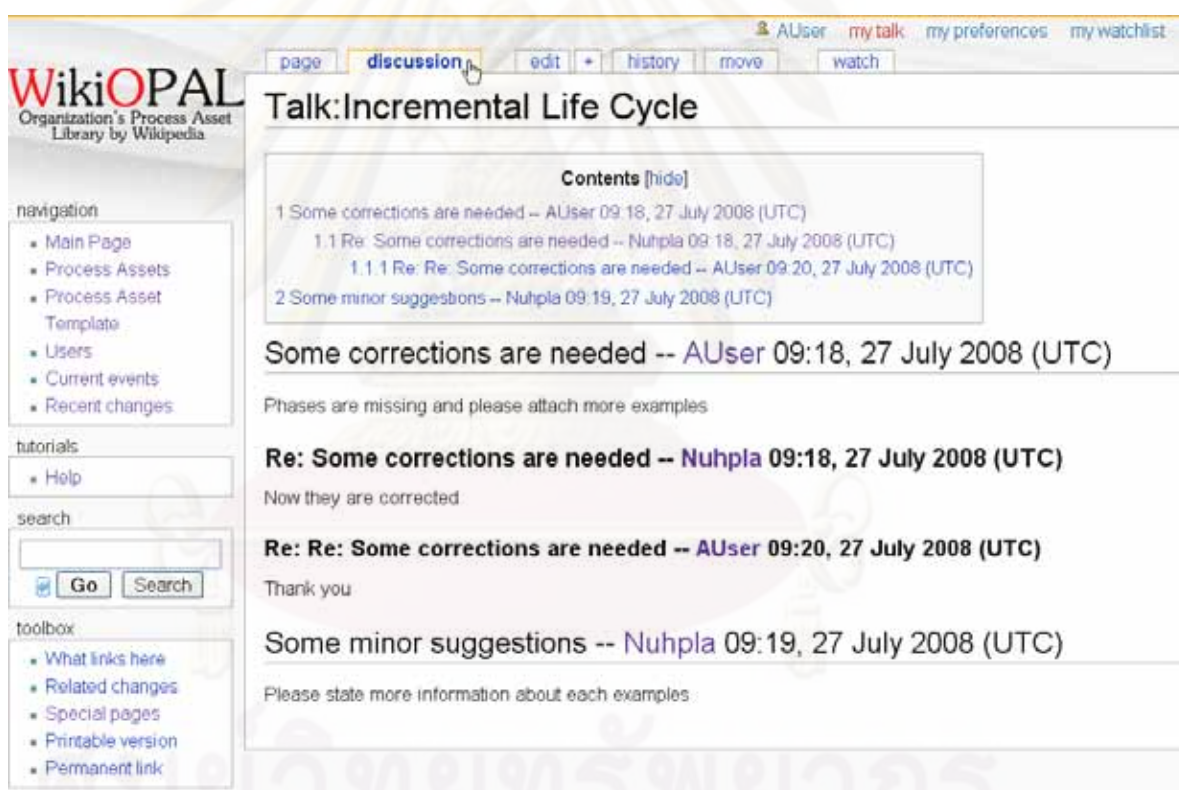 AUser my talk my preferences my watchlist
page discussion edit + history move watch
WikiOPAL
Organization's Process Asset
Library by Wikipedia
Talk:Incremental Life Cycle
Contents [hide]
1 Some corrections are needed -- AUser 09:18, 27 July 2008 (UTC)
1.1 Re: Some corrections are needed -- Nuhpla 09:18, 27 July 2008 (UTC)
1.1.1 Re: Re: Some corrections are needed -- AUser 09:20, 27 July 2008 (UTC)
2 Some minor suggestions -- Nuhpla 09:19, 27 July 2008 (UTC)
navigation
Main Page
Process Assets
Process Asset
Template
Users
Current events
Recent changes
tutorials
Help
search
Go Search
toolbox
What links here
Related changes
Special pages
Printable version
Permanent link
Some corrections are needed -- AUser 09:18, 27 July 2008 (UTC)
Phases are missing and please attach more examples
Re: Some corrections are needed -- Nuhpla 09:18, 27 July 2008 (UTC)
Now they are corrected
Re: Re: Some corrections are needed -- AUser 09:20, 27 July 2008 (UTC)
Thank you
Some minor suggestions -- Nuhpla 09:19, 27 July 2008 (UTC)
Please state more information about each examples